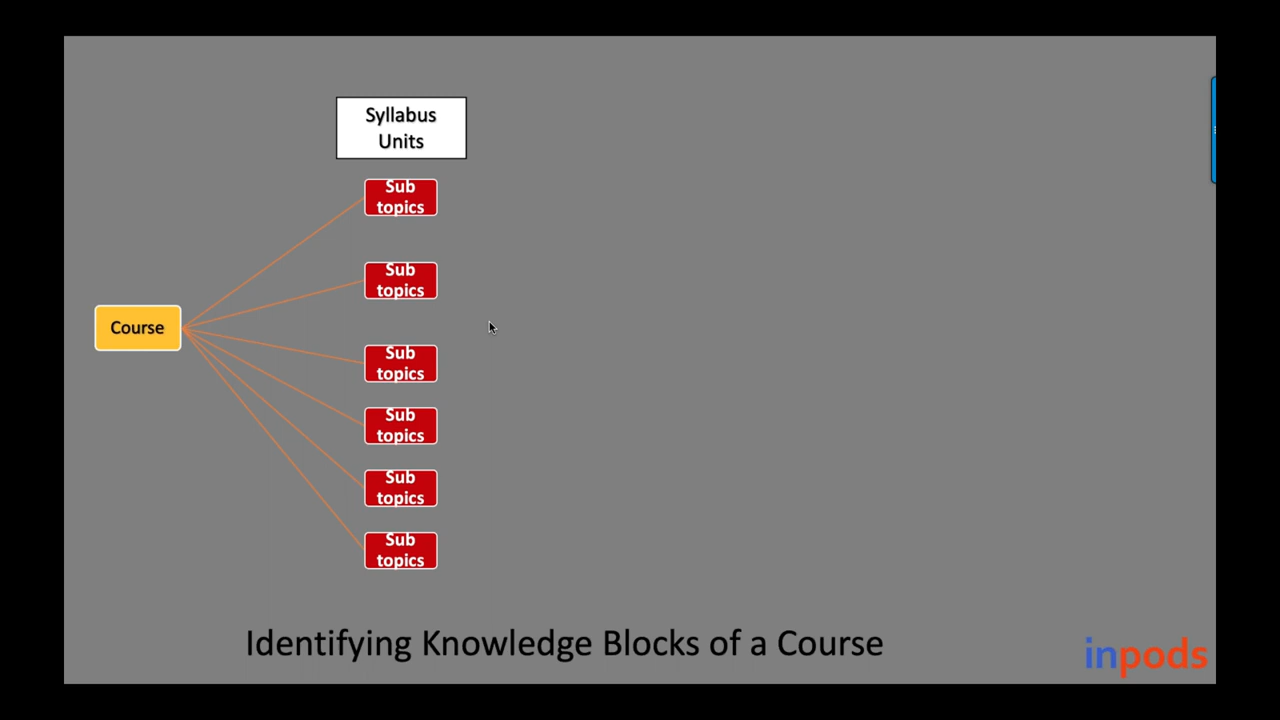 Syllabus
Units
Sub
topics
Sub
topics
Course
Sub
topics
Sub
topics
Sub
topics
Sub
topics
Identifying Knowledge Blocks of a Course
inpods